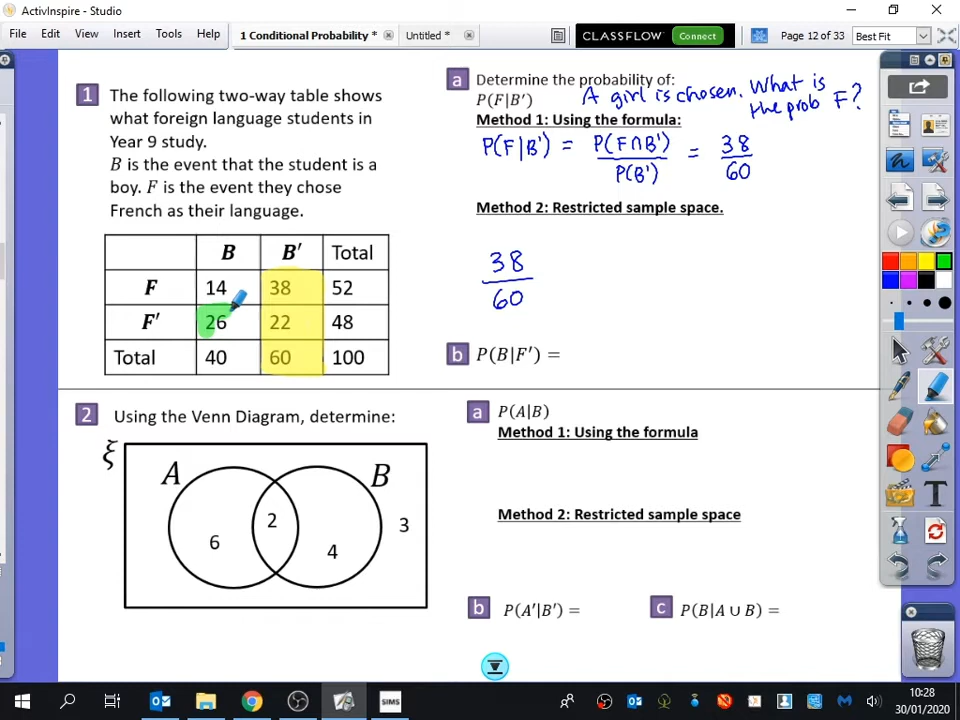 ActivInspire - Studio
File Edit View Insert Tools Help
1 Conditional Probability *
Untitled *
CLASSFLOW
Connect
Page 12 of 33
Best Fit
1
The following two-way table shows
what foreign language students in
Year 9 study.
B is the event that the student is a
boy. F is the event they chose
French as their language.
B B′ Total
F 14 38 52
F′ 26 22 48
Total 40 60 100
a Determine the probability of:
P(F|B′)
A girl is chosen. What is
the prob F?
Method 1: Using the formula:
P(F|B′) = P(F∩B′) / P(B′) = 38/60
Method 2: Restricted sample space.
38
60
b P(B|F′) =
2 Using the Venn Diagram, determine:
ξ
A B
6 2 4 3
a P(A|B)
Method 1: Using the formula
Method 2: Restricted sample space
b P(A′|B′) =
c P(B|A ∪ B) =
T
SIMS
10:28
30/01/2020